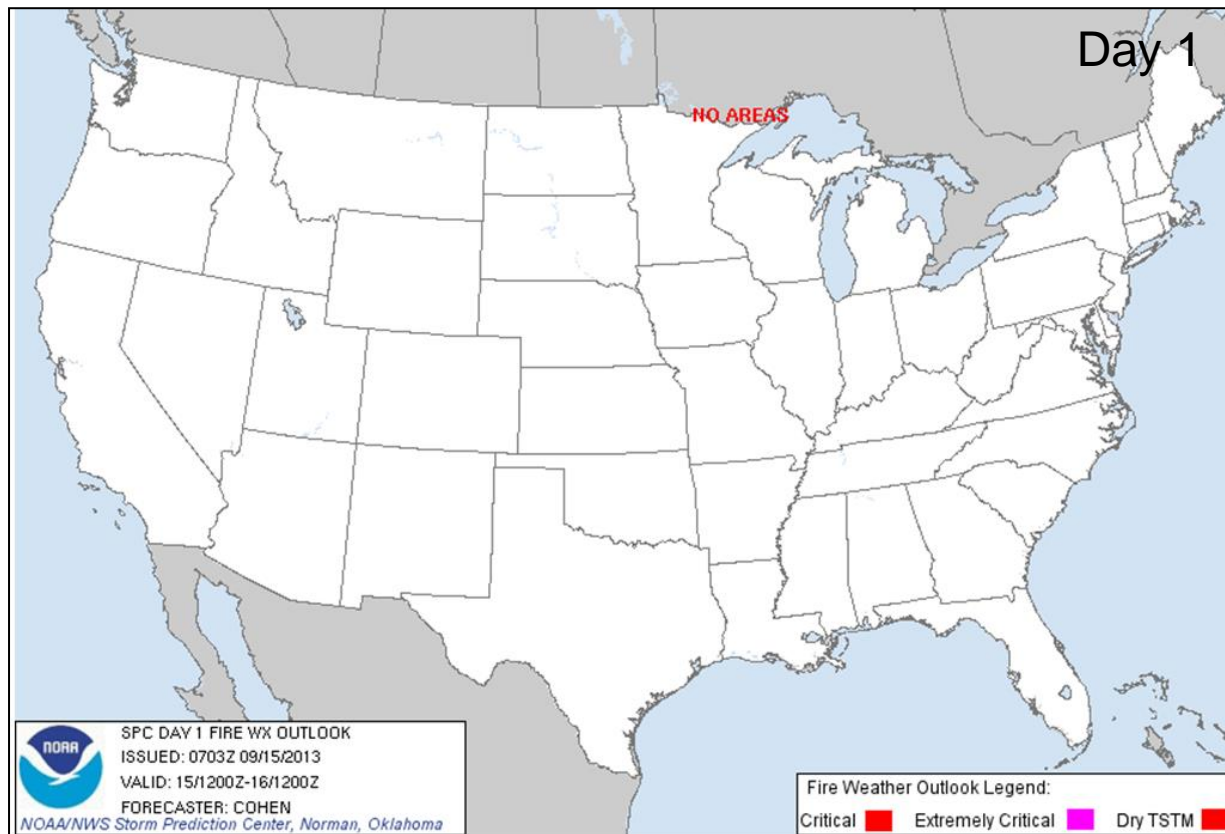 Day 1
NO AREAS
NOAA
SPC DAY 1 FIRE WX OUTLOOK
ISSUED: 0703Z 09/15/2013
VALID: 15/1200Z-16/1200Z
FORECASTER: COHEN
NOAA/NWS Storm Prediction Center, Norman, Oklahoma
Fire Weather Outlook Legend:
Critical Extremely Critical Dry TSTM